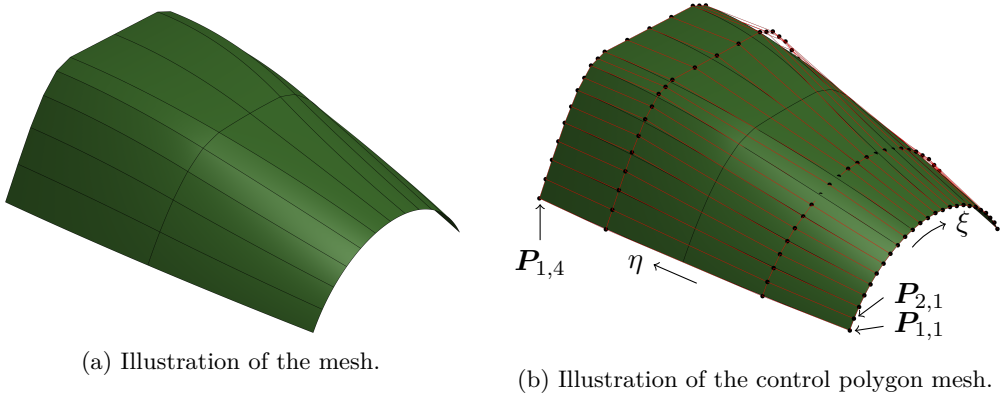 ξ
P₁,₄
η
P₂,₁
P₁,₁
(a) Illustration of the mesh.
(b) Illustration of the control polygon mesh.